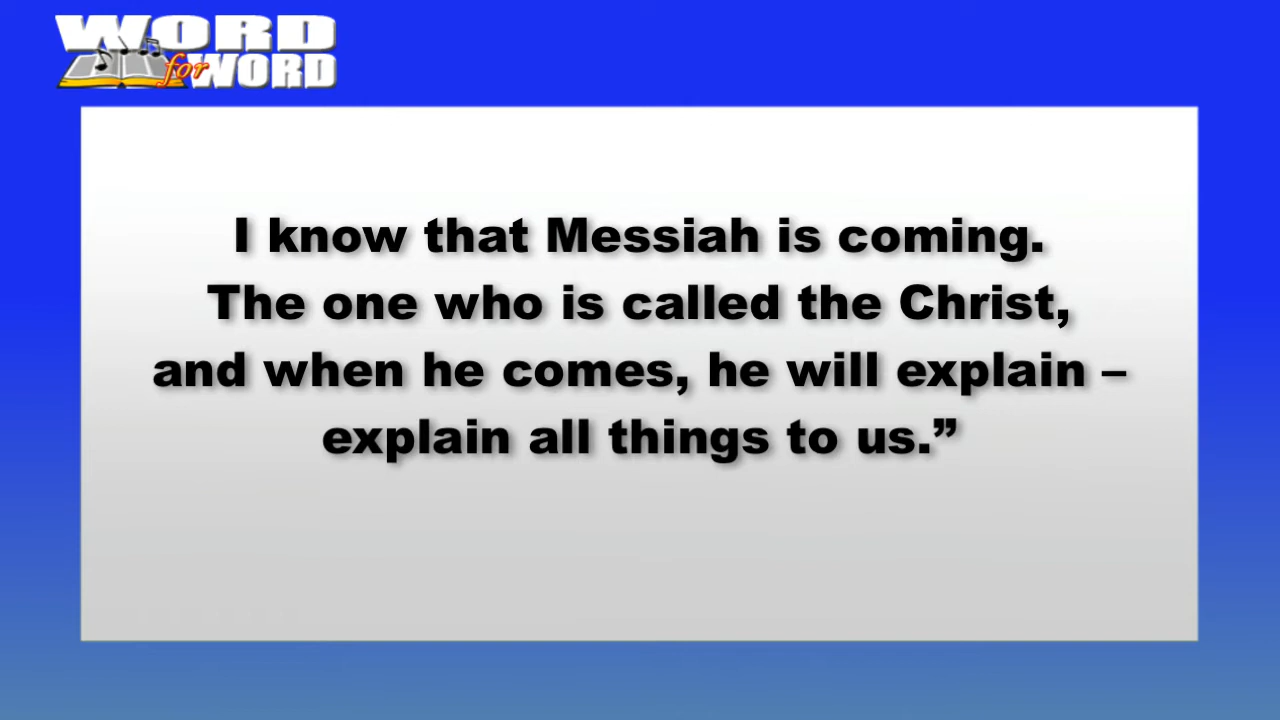 WORD
for WORD
I know that Messiah is coming.
The one who is called the Christ,
and when he comes, he will explain –
explain all things to us.”